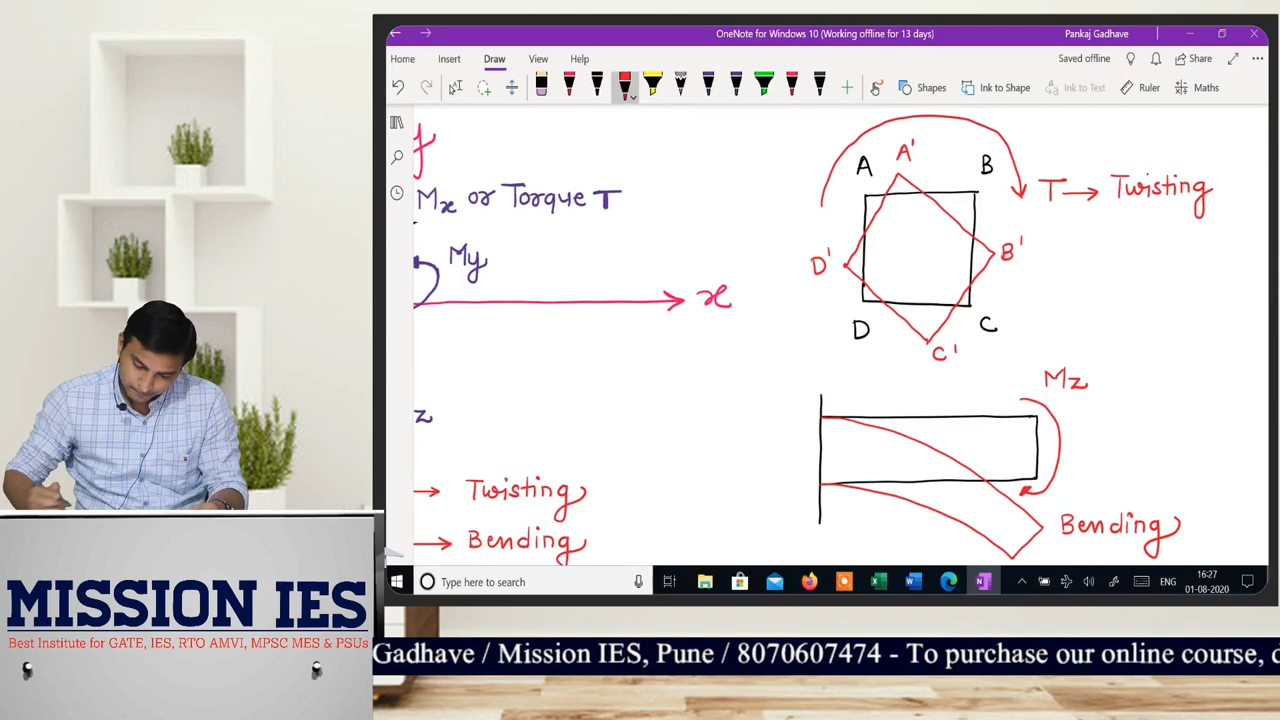 OneNote for Windows 10 (Working offline for 13 days)
Pankaj Gadhave
Home Insert Draw View Help
Saved offline
Share
Shapes
Ink to Shape
Ink to Text
Ruler
Maths
y
Mx or Torque T
My
x
z
→ Twisting
→ Bending
A A' B
T → Twisting
D' B'
D C
C'
Mz
Bending
Type here to search
ENG
16:27
01-08-2020
MISSION IES
Best Institute for GATE, IES, RTO AMVI, MPSC MES & PSUs
Gadhave / Mission IES, Pune / 8070607474 - To purchase our online course, d